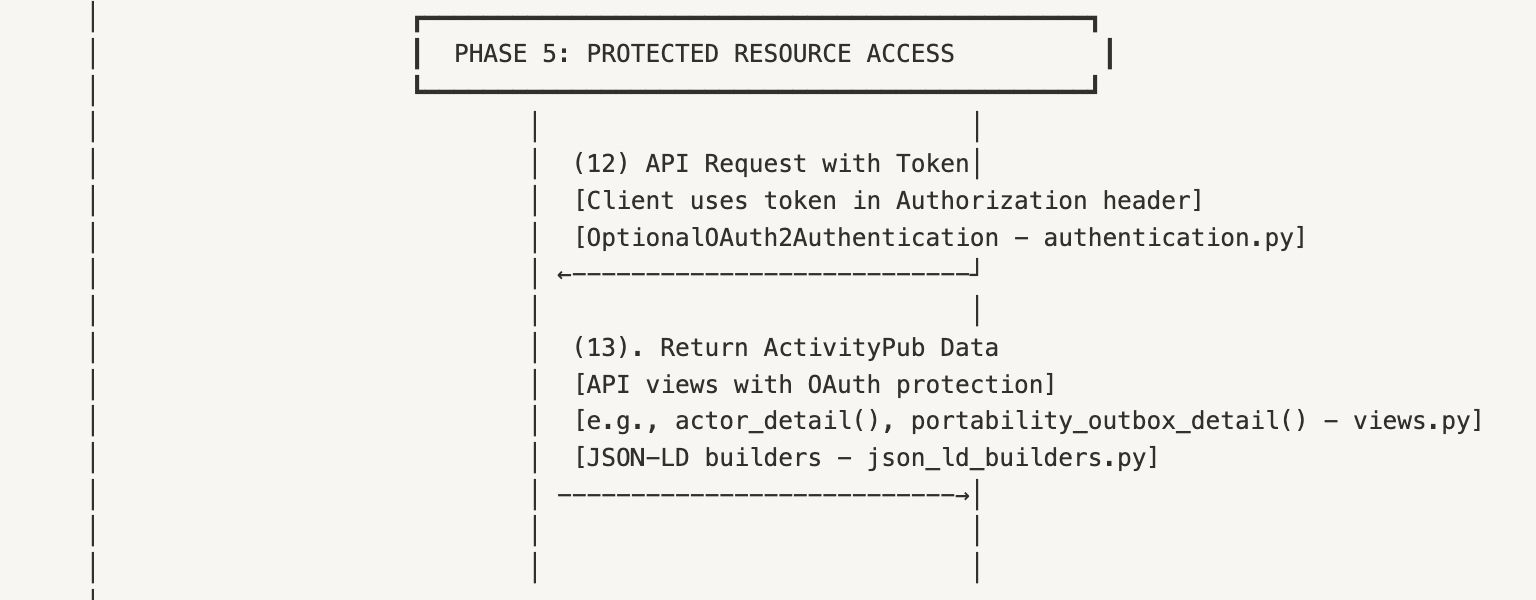 PHASE 5: PROTECTED RESOURCE ACCESS
(12) API Request with Token
[Client uses token in Authorization header]
[OptionalOAuth2Authentication - authentication.py]
(13). Return ActivityPub Data
[API views with OAuth protection]
[e.g., actor_detail(), portability_outbox_detail() - views.py]
[JSON-LD builders - json_ld_builders.py]